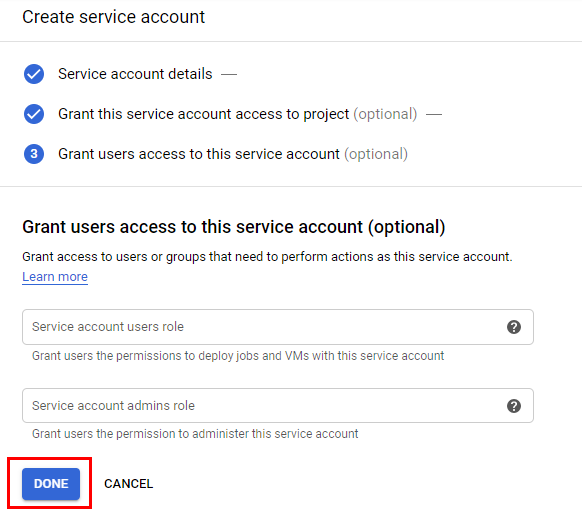 Create service account
Service account details
Grant this service account access to project (optional)
3 Grant users access to this service account (optional)
Grant users access to this service account (optional)
Grant access to users or groups that need to perform actions as this service account.
Learn more
Service account users role ?
Grant users the permissions to deploy jobs and VMs with this service account
Service account admins role ?
Grant users the permission to administer this service account
DONE CANCEL